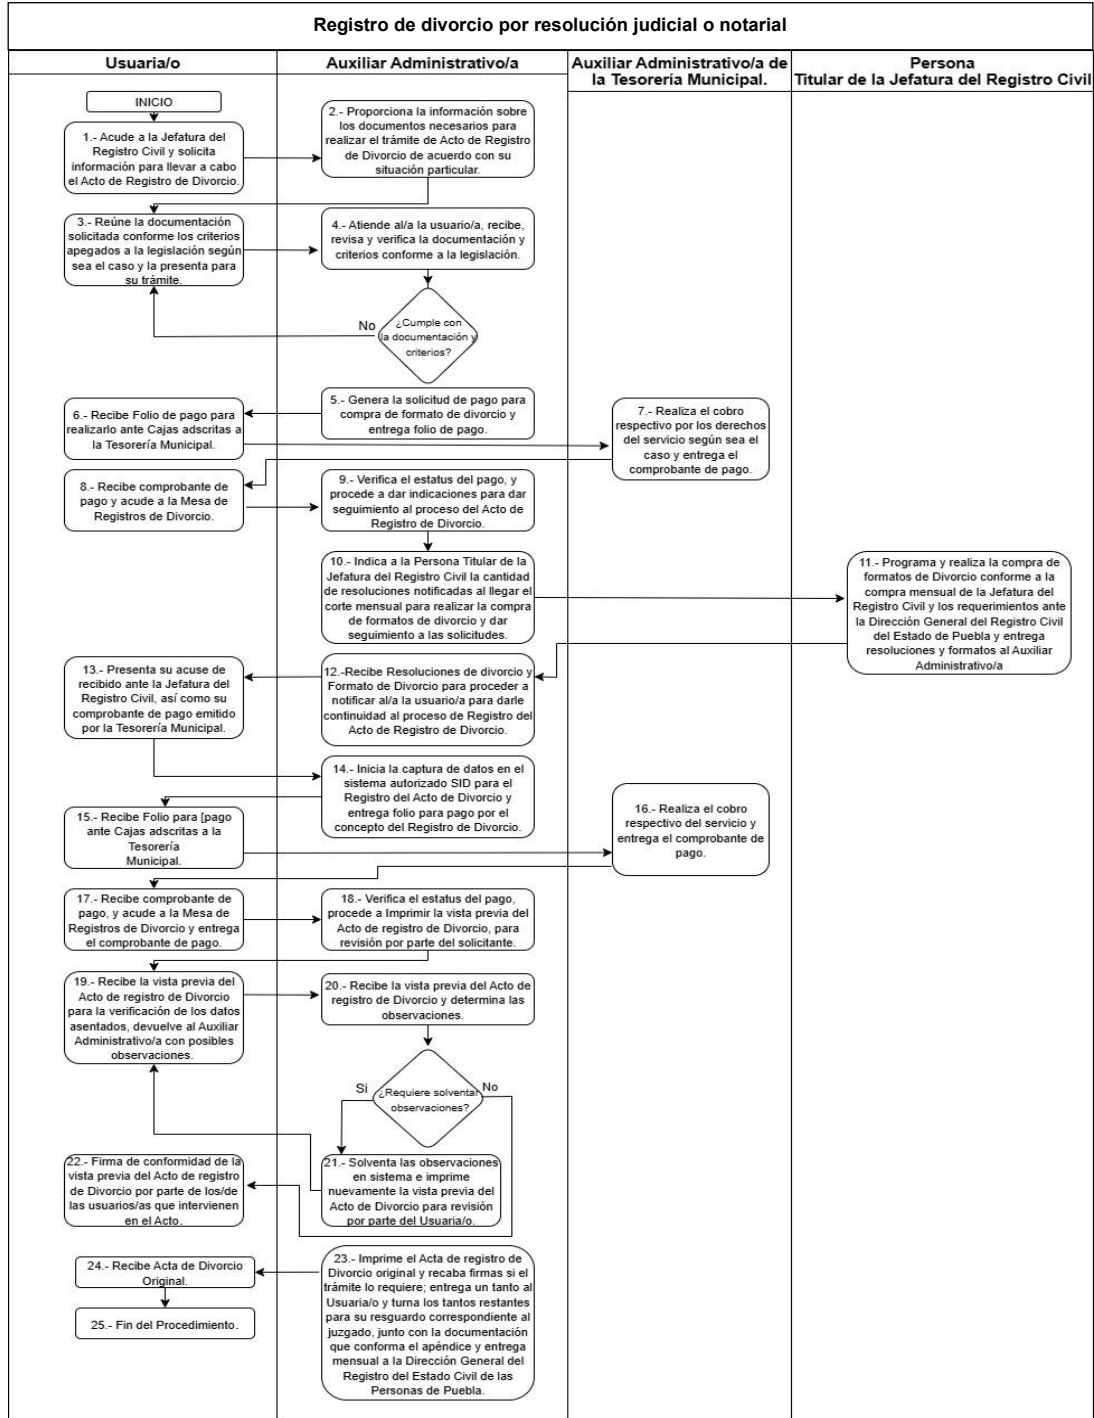 Registro de divorcio por resolución judicial o notarial
Usuaria/o
Auxiliar Administrativo/a
Auxiliar Administrativo/a de
la Tesorería Municipal.
Persona
Titular de la Jefatura del Registro Civil
INICIO
1.- Acude a la Jefatura del
Registro Civil y solicita
información para llevar a cabo
el Acto de Registro de Divorcio.
2.- Proporciona la información sobre
los documentos necesarios para
realizar el trámite de Acto de Registro
de Divorcio de acuerdo con su
situación particular.
3.- Reúne la documentación
solicitada conforme los criterios
apegados a la legislación según
sea el caso y la presenta para
su trámite.
4.- Atiende al/a la usuario/a, recibe,
revisa y verifica la documentación y
criterios conforme a la legislación.
No
¿Cumple con
la documentación y
criterios?
5.- Genera la solicitud de pago para
compra de formato de divorcio y
entrega folio de pago.
6.- Recibe Folio de pago para
realizarlo ante Cajas adscritas a
la Tesorería Municipal.
7.- Realiza el cobro
respectivo por los derechos
del servicio según sea el
caso y entrega el
comprobante de pago.
8.- Recibe comprobante de
pago y acude a la Mesa de
Registros de Divorcio.
9.- Verifica el estatus del pago, y
procede a dar indicaciones para dar
seguimiento al proceso del Acto de
Registro de Divorcio.
10.- Indica a la Persona Titular de la
Jefatura del Registro Civil la cantidad
de resoluciones notificadas al llegar el
corte mensual para realizar la compra
de formatos de divorcio y dar
seguimiento a las solicitudes.
11.- Programa y realiza la compra de
formatos de Divorcio conforme a la
compra mensual de la Jefatura del
Registro Civil y los requerimientos ante
la Dirección General del Registro Civil
del Estado de Puebla y entrega
resoluciones y formatos al Auxiliar
Administrativo/a
12.-Recibe Resoluciones de divorcio y
Formato de Divorcio para proceder a
notificar al/a la usuario/a para darle
continuidad al proceso de Registro del
Acto de Registro de Divorcio.
13.- Presenta su acuse de
recibido ante la Jefatura del
Registro Civil, así como su
comprobante de pago emitido
por la Tesorería Municipal.
14.- Inicia la captura de datos en el
sistema autorizado SID para el
Registro del Acto de Divorcio y
entrega folio para pago por el
concepto del Registro de Divorcio.
15.- Recibe Folio para [pago
ante Cajas adscritas a la
Tesorería
Municipal.
16.- Realiza el cobro
respectivo del servicio y
entrega el comprobante de
pago.
17.- Recibe comprobante de
pago, y acude a la Mesa de
Registros de Divorcio y entrega
el comprobante de pago.
18.- Verifica el estatus del pago,
procede a Imprimir la vista previa del
Acto de registro de Divorcio, para
revisión por parte del solicitante.
19.- Recibe la vista previa del
Acto de registro de Divorcio
para la verificación de los datos
asentados, devuelve al Auxiliar
Administrativo/a con posibles
observaciones.
20.- Recibe la vista previa del Acto de
registro de Divorcio y determina las
observaciones.
Si
¿Requiere solventar
observaciones?
No
21.- Solventa las observaciones
en sistema e imprime
nuevamente la vista previa del
Acto de Divorcio para revisión
por parte del Usuaria/o.
22.- Firma de conformidad de la
vista previa del Acto de registro
de Divorcio por parte de los/de
las usuarios/as que intervienen
en el Acto.
23.- Imprime el Acta de registro de
Divorcio original y recaba firmas si el
trámite lo requiere; entrega un tanto al
Usuaria/o y turna los tantos restantes
para su resguardo correspondiente al
juzgado, junto con la documentación
que conforma el apéndice y entrega
mensual a la Dirección General del
Registro del Estado Civil de las
Personas de Puebla.
24.- Recibe Acta de Divorcio
Original.
25.- Fin del Procedimiento.